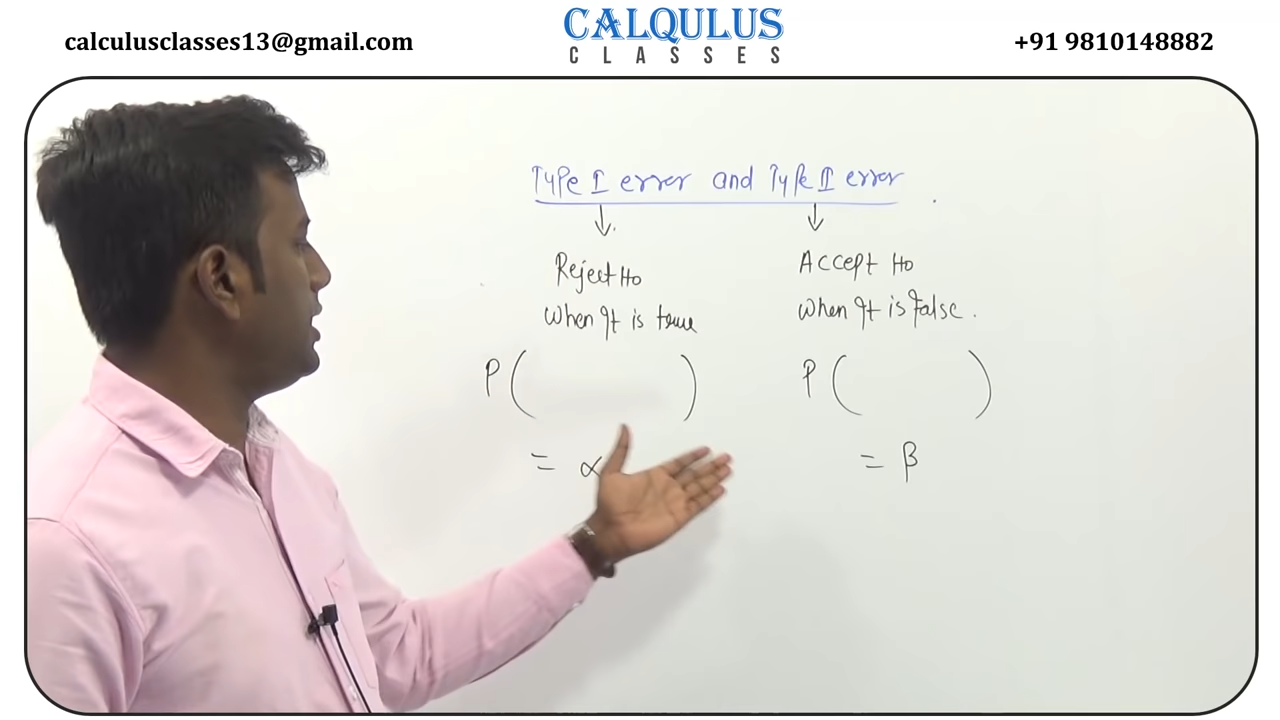 calculusclasses13@gmail.com
CALQULUS
CLASSES
+91 9810148882
Type I error and Type II error
Reject Ho
When It is true
Accept Ho
When It is False.
P( )
P( )
= α
= β